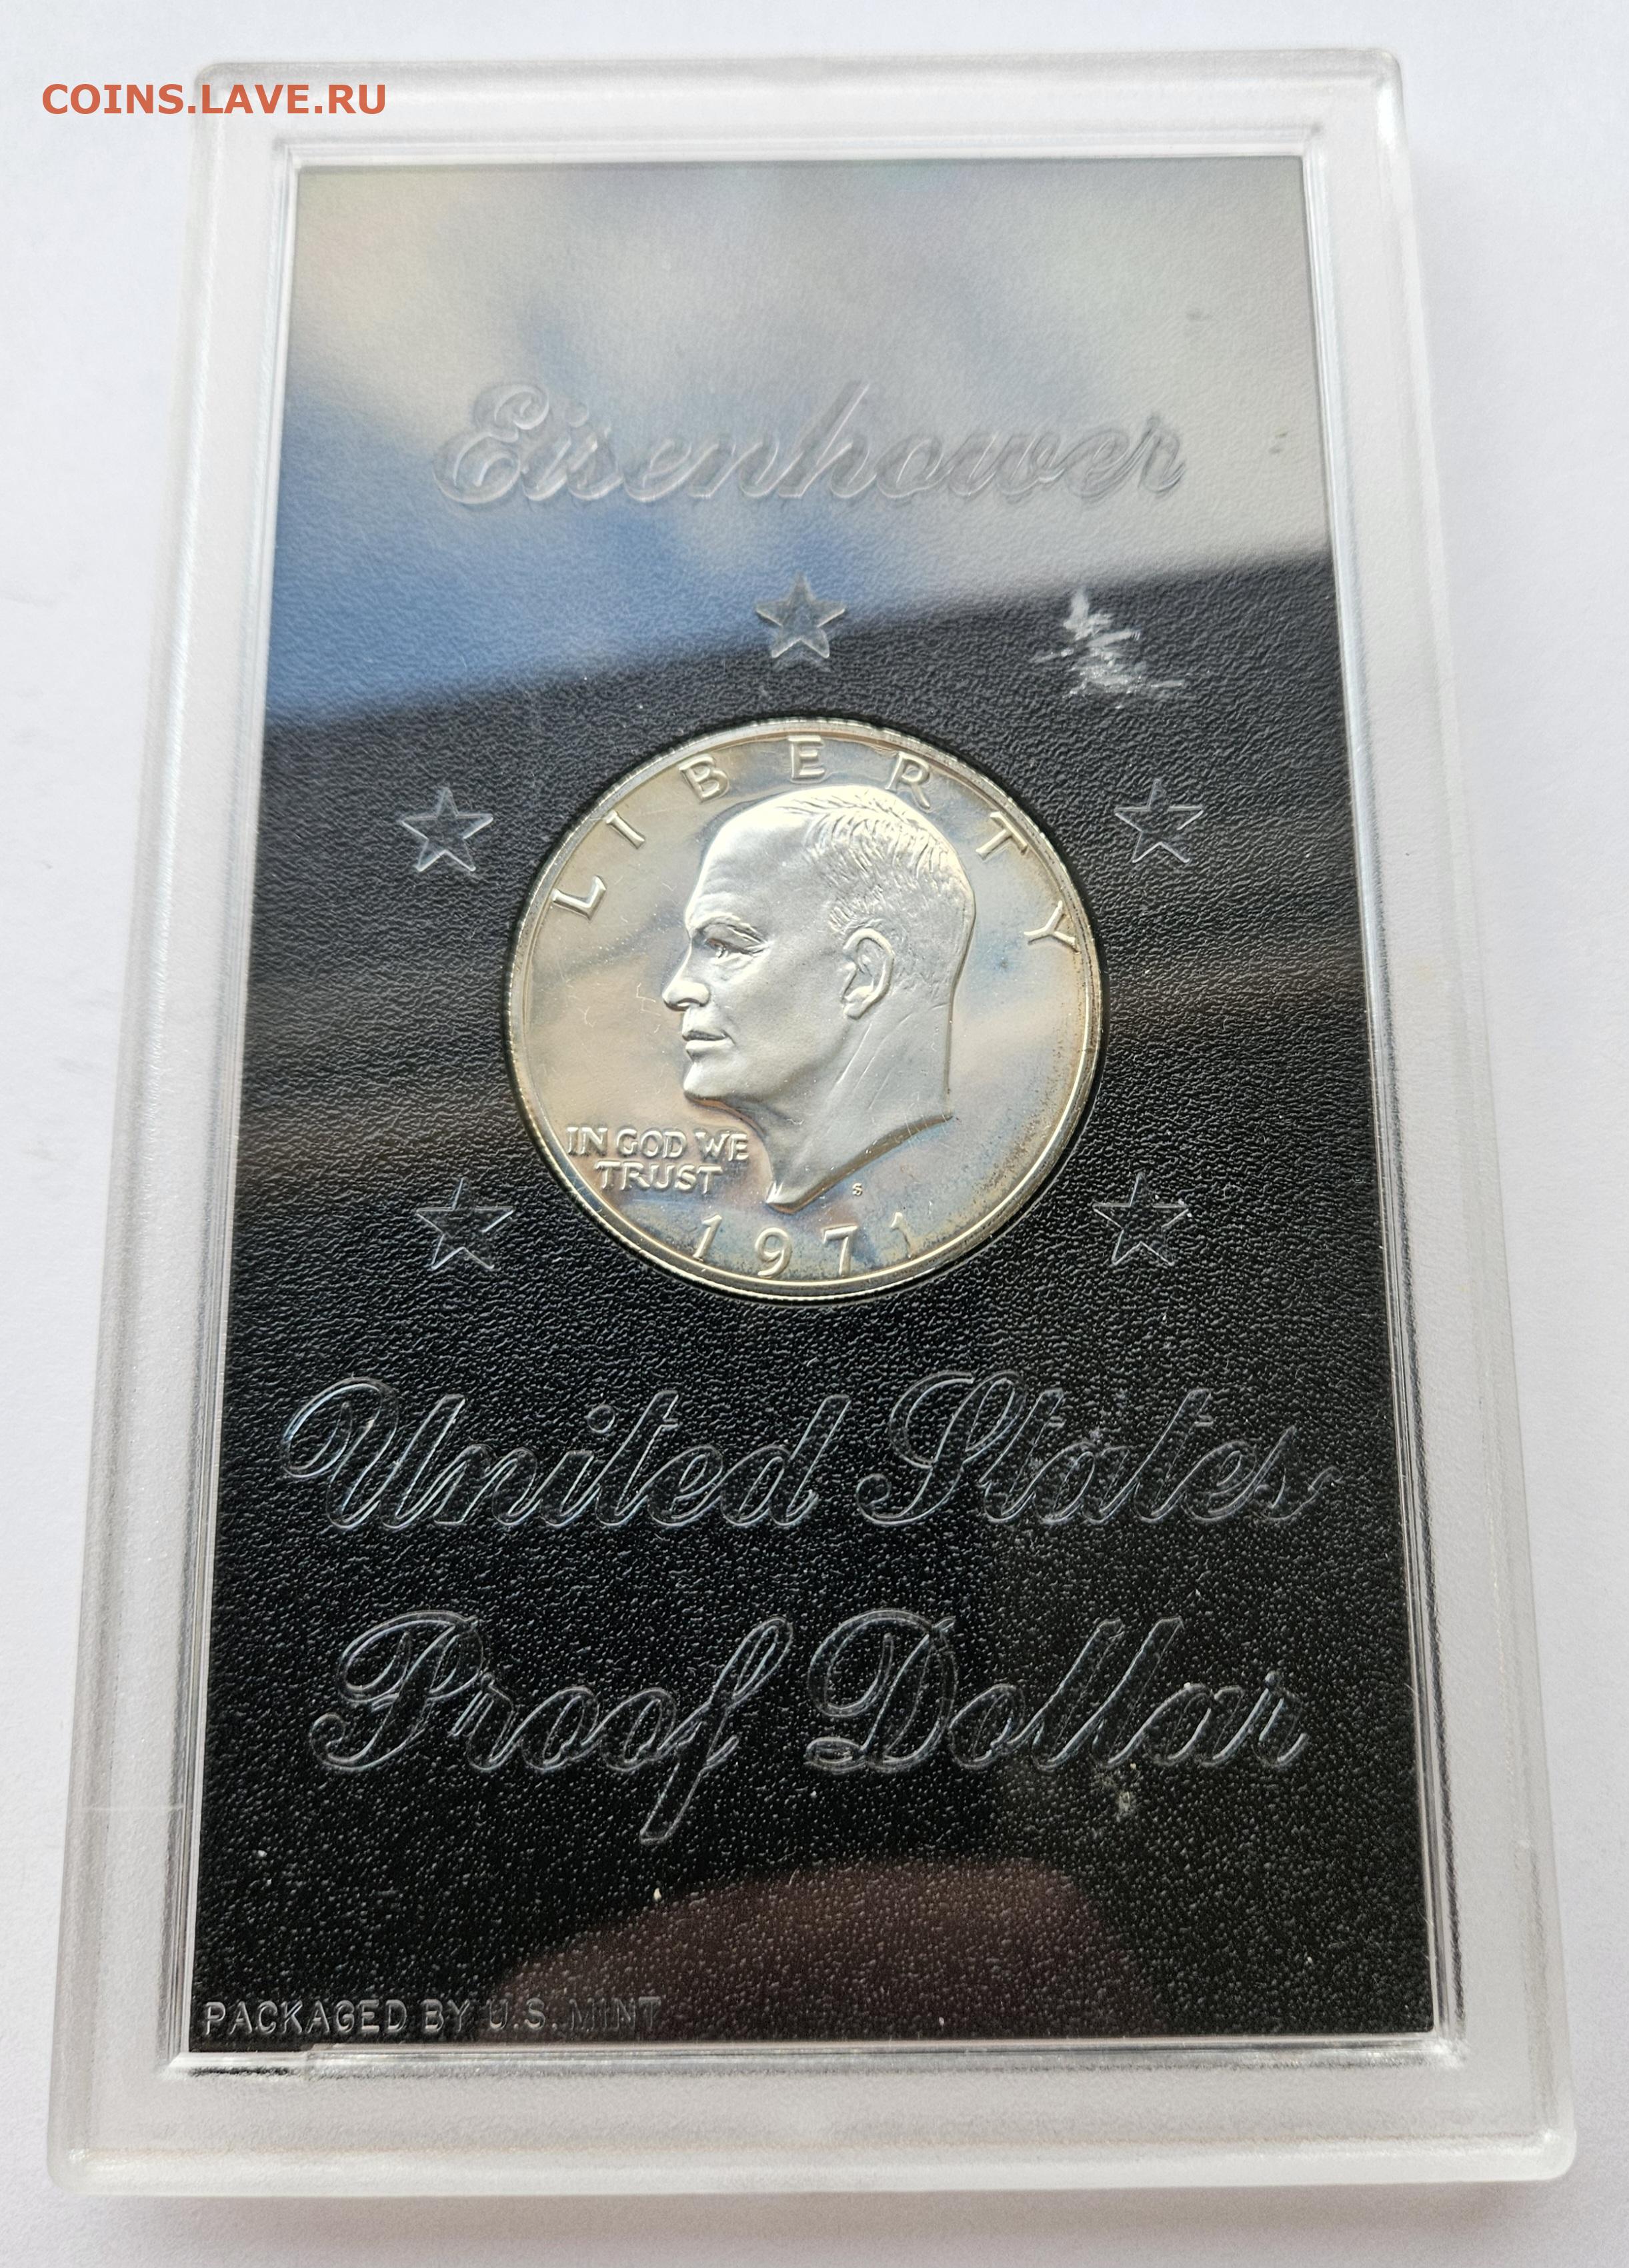 COINS.LAVE.RU
Eisenhower
LIBERTY
IN GOD WE
TRUST
S
1971
United States
Proof Dollar
PACKAGED BY U.S. MINT